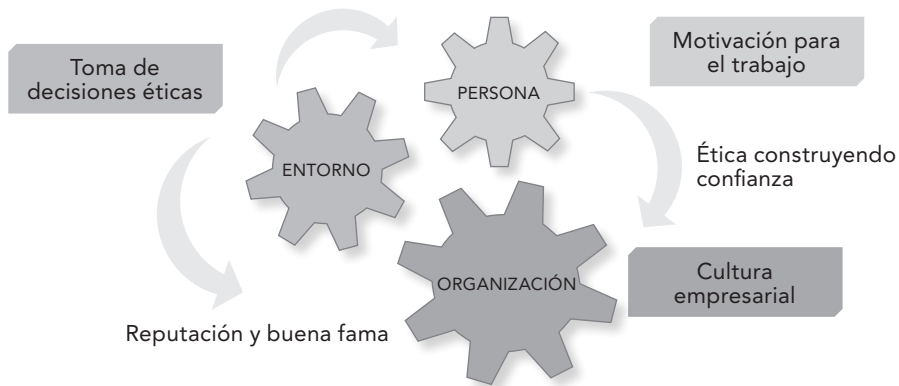 Toma de
decisiones éticas
PERSONA
Motivación para
el trabajo
ENTORNO
Ética construyendo
confianza
ORGANIZACIÓN
Cultura
empresarial
Reputación y buena fama